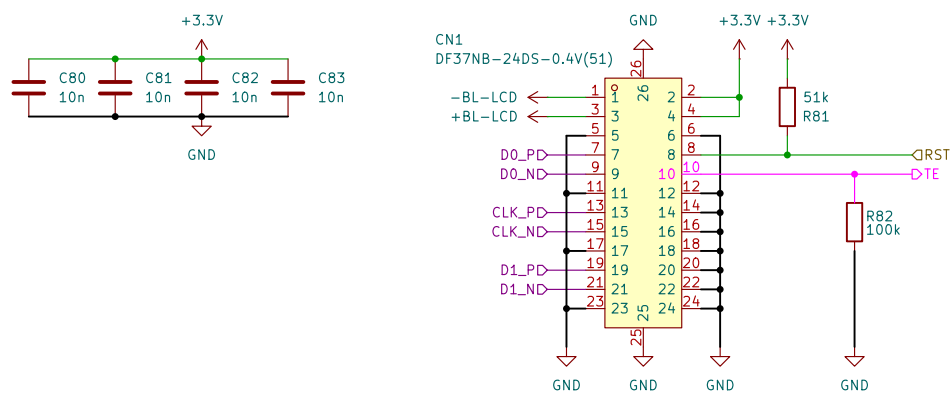 +3.3V
C80
10n
C81
10n
C82
10n
C83
10n
GND
GND
+3.3V
+3.3V
CN1
DF37NB-24DS-0.4V(51)
26
26
-BL-LCD
1
1
2
2
+BL-LCD
3
3
4
4
51k
R81
5
5
6
6
D0_P
7
7
8
8
RST
D0_N
9
9
10
10
TE
11
11
12
12
CLK_P
13
13
14
14
R82
100k
CLK_N
15
15
16
16
17
17
18
18
D1_P
19
19
20
20
D1_N
21
21
22
22
23
23
24
24
25
25
GND
GND
GND
GND